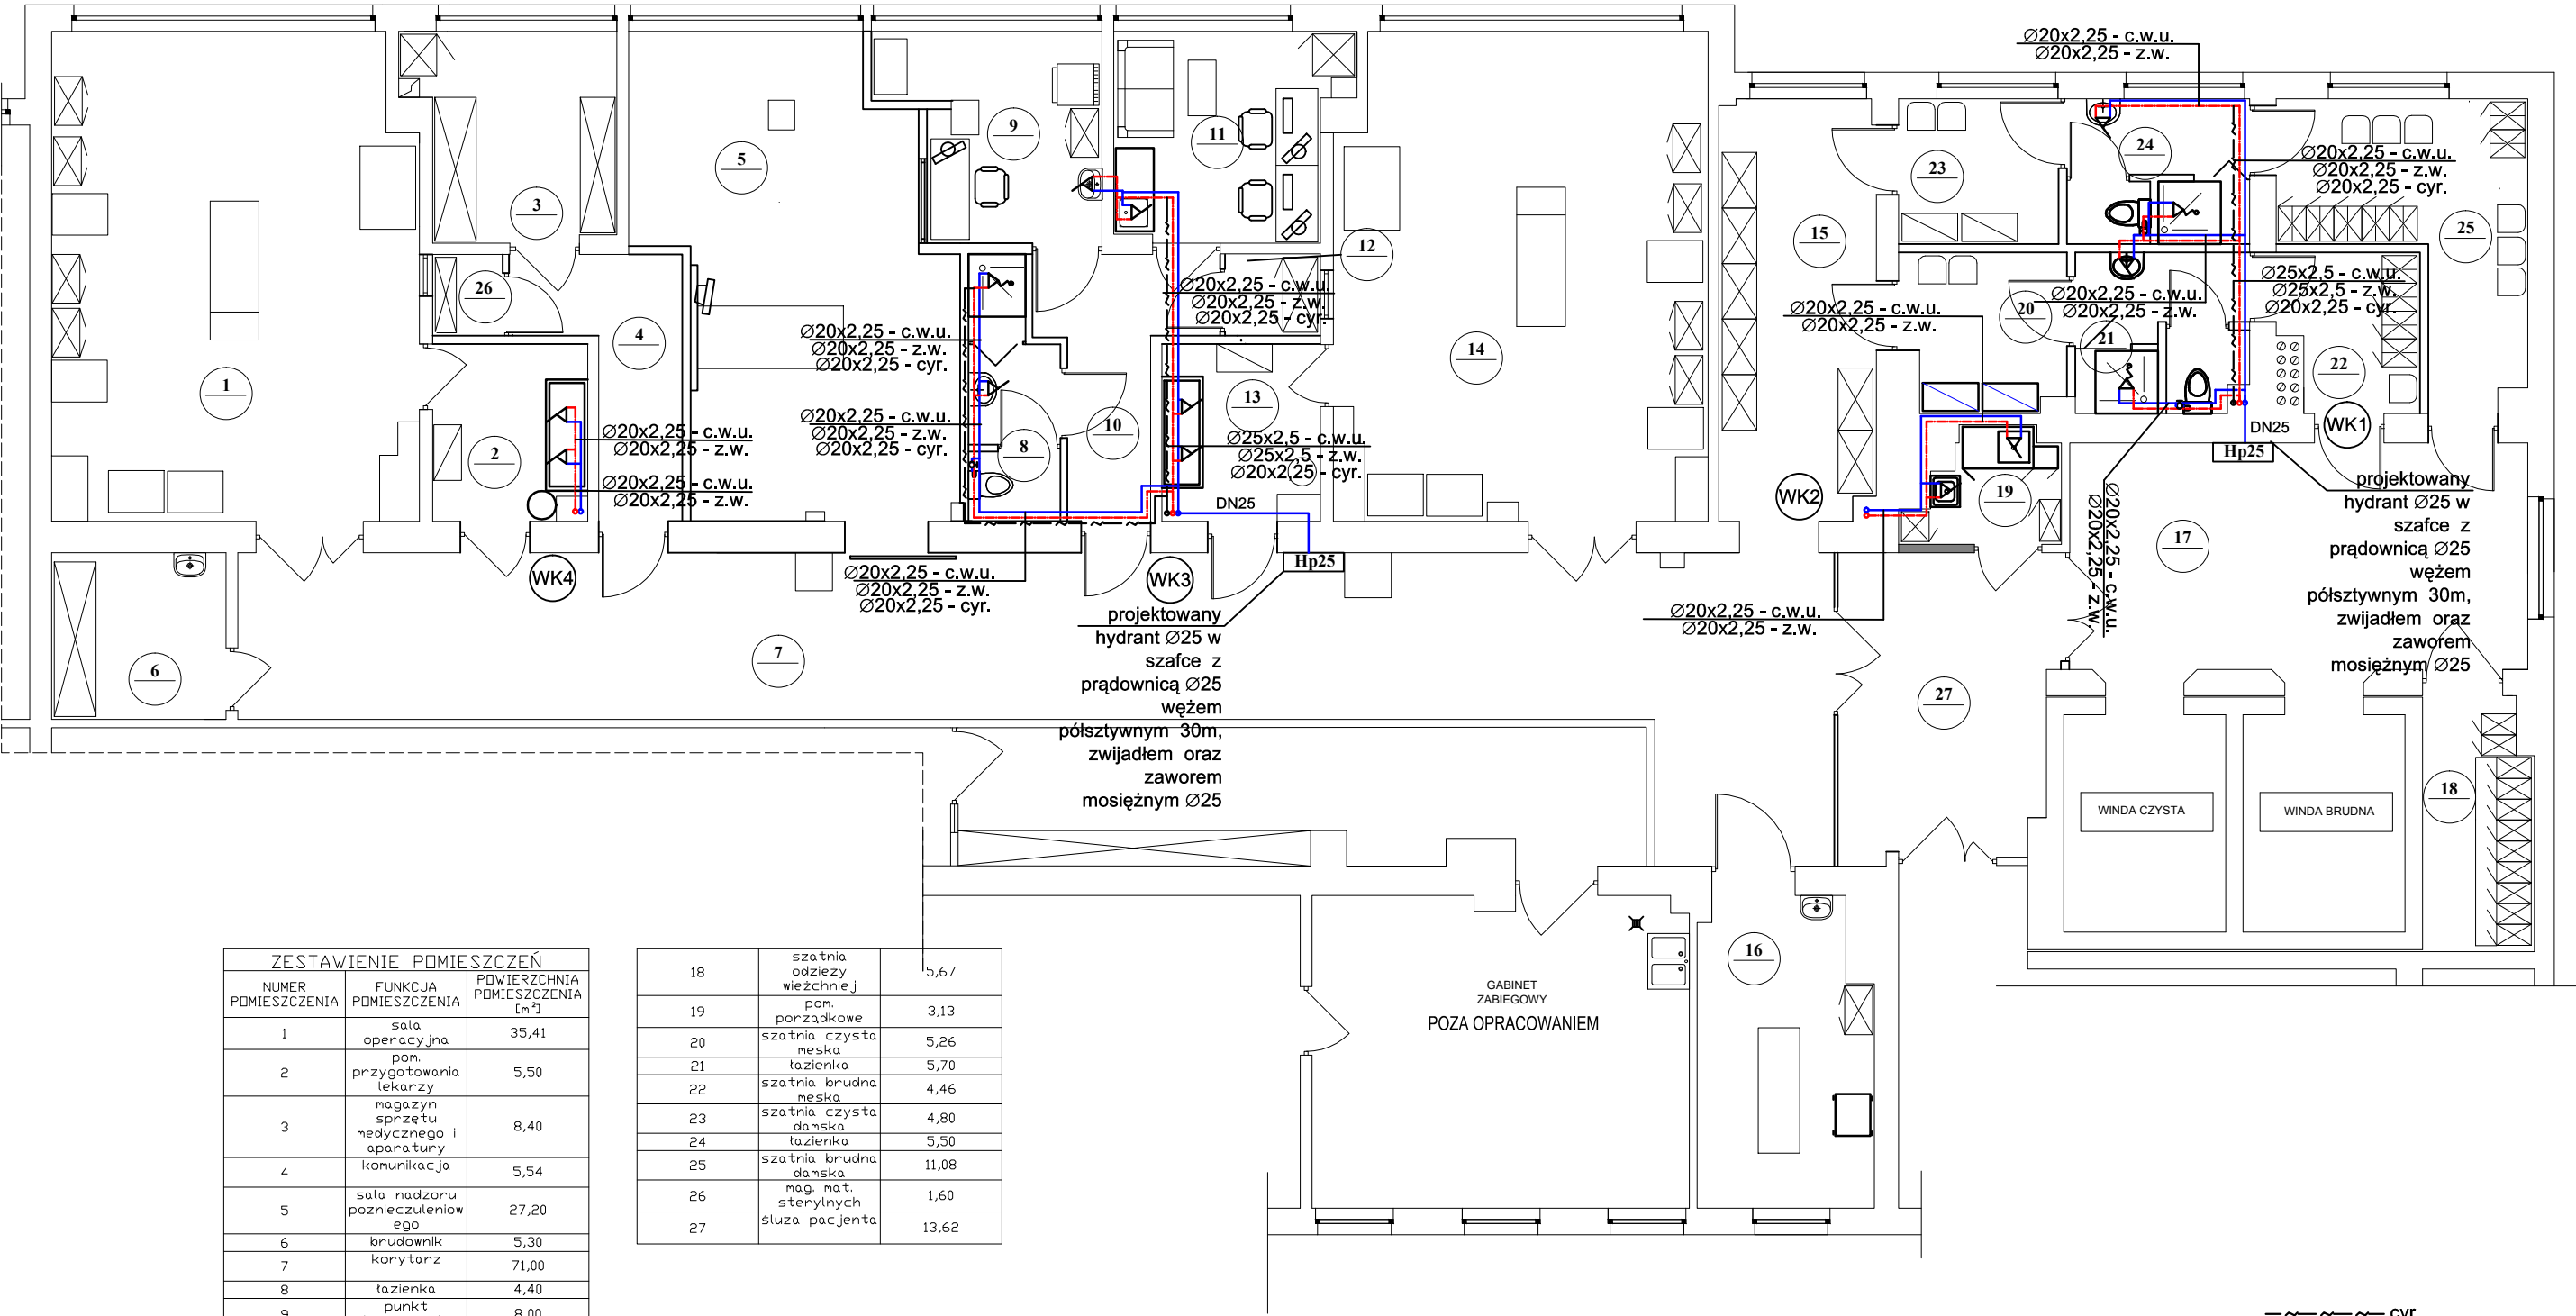 Ø20x2,25 - c.w.u.
Ø20x2,25 - z.w.
9
11
5
24
Ø20x2,25 - c.w.u.
Ø20x2,25 - z.w.
Ø20x2,25 - cyr.
23
3
12
15
25
26
Ø20x2,25 - c.w.u.
Ø20x2,25 - z.w.
Ø20x2,25 - cyr.
Ø25x2,5 - c.w.u.
Ø25x2,5 - z.w.
Ø20x2,25 - cyr.
Ø20x2,25 - c.w.u.
Ø20x2,25 - z.w.
20
Ø20x2,25 - c.w.u.
Ø20x2,25 - z.w.
4
Ø20x2,25 - c.w.u.
Ø20x2,25 - z.w.
Ø20x2,25 - cyr.
14
21
22
1
13
Ø20x2,25 - c.w.u.
Ø20x2,25 - z.w.
Ø20x2,25 - cyr.
10
8
Ø25x2,5 - c.w.u.
Ø25x2,5 - z.w.
Ø20x2,25 - cyr.
DN25
WK1
Hp25
2
Ø20x2,25 - c.w.u.
Ø20x2,25 - z.w.
Ø20x2,25 - c.w.u.
Ø20x2,25 - z.w.
DN25
WK2
19
projektowany
hydrant Ø25 w
szafce z
prądownicą Ø25
wężem
półsztywnym 30m,
zwijadłem oraz
zaworem
mosiężnym Ø25
Ø20x2,25 - c.w.u.
Ø20x2,25 - z.w.
17
WK4
Ø20x2,25 - c.w.u.
Ø20x2,25 - z.w.
Ø20x2,25 - cyr.
WK3
Hp25
Ø20x2,25 - c.w.u.
Ø20x2,25 - z.w.
projektowany
hydrant Ø25 w
szafce z
prądownicą Ø25
wężem
półsztywnym 30m,
zwijadłem oraz
zaworem
mosiężnym Ø25
6
7
27
18
WINDA CZYSTA
WINDA BRUDNA
16
GABINET
ZABIEGOWY
POZA OPRACOWANIEM
ZESTAWIENIE POMIESZCZEŃ
NUMER POMIESZCZENIA FUNKCJA POMIESZCZENIA POWIERZCHNIA POMIESZCZENIA [m²]
1 sala operacyjna 35,41
2 pom. przygotowania lekarzy 5,50
3 magazyn sprzętu medycznego i aparatury 8,40
4 komunikacja 5,54
5 sala nadzoru poznieczuleniow ego 27,20
6 brudownik 5,30
7 korytarz 71,00
8 łazienka 4,40
9 punkt 8,00
18 szatnia odzieży wieżchniej 5,67
19 pom. porządkowe 3,13
20 szatnia czysta meska 5,26
21 łazienka 5,70
22 szatnia brudna meska 4,46
23 szatnia czysta damska 4,80
24 łazienka 5,50
25 szatnia brudna damska 11,08
26 mag. mat. sterylnych 1,60
27 śluza pacjenta 13,62
cyr